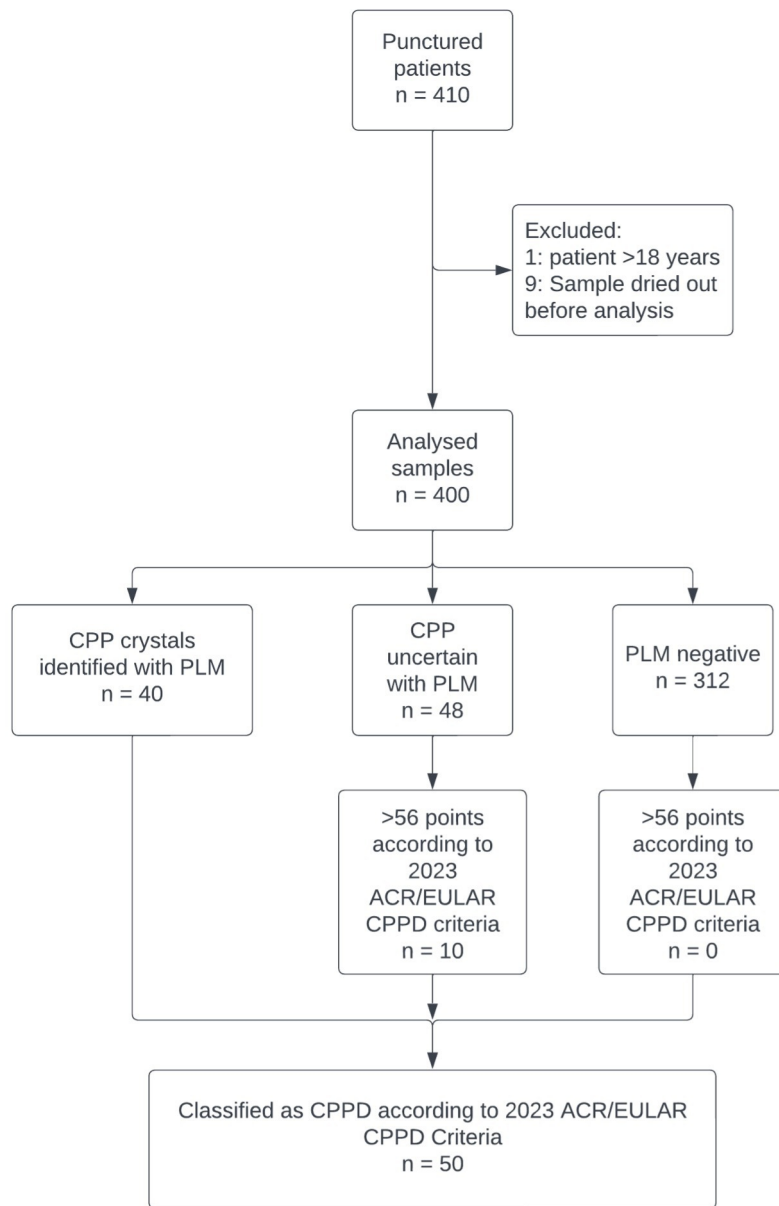 Punctured
patients
n = 410
Excluded:
1: patient >18 years
9: Sample dried out
before analysis
Analysed
samples
n = 400
CPP crystals
identified with PLM
n = 40
CPP
uncertain
with PLM
n = 48
PLM negative
n = 312
>56 points
according to
2023
ACR/EULAR
CPPD criteria
n = 10
>56 points
according to
2023
ACR/EULAR
CPPD criteria
n = 0
Classified as CPPD according to 2023 ACR/EULAR
CPPD Criteria
n = 50